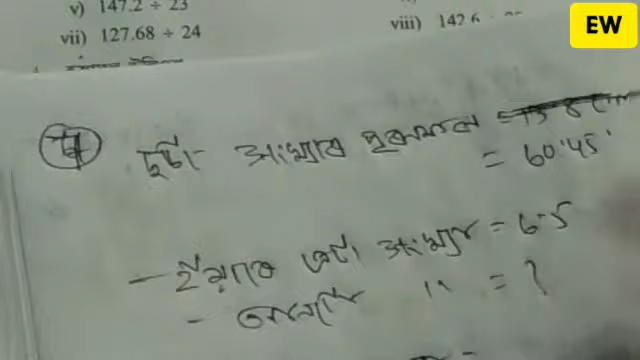 v) 147.2 ÷ 23
vii) 127.68 ÷ 24
viii) 142.6
EW
দুটা সংখ্যাৰ পূৰণফল
= 60.45
- ইয়াৰে এটা সংখ্যা = 6.5
- আনটো " = ?